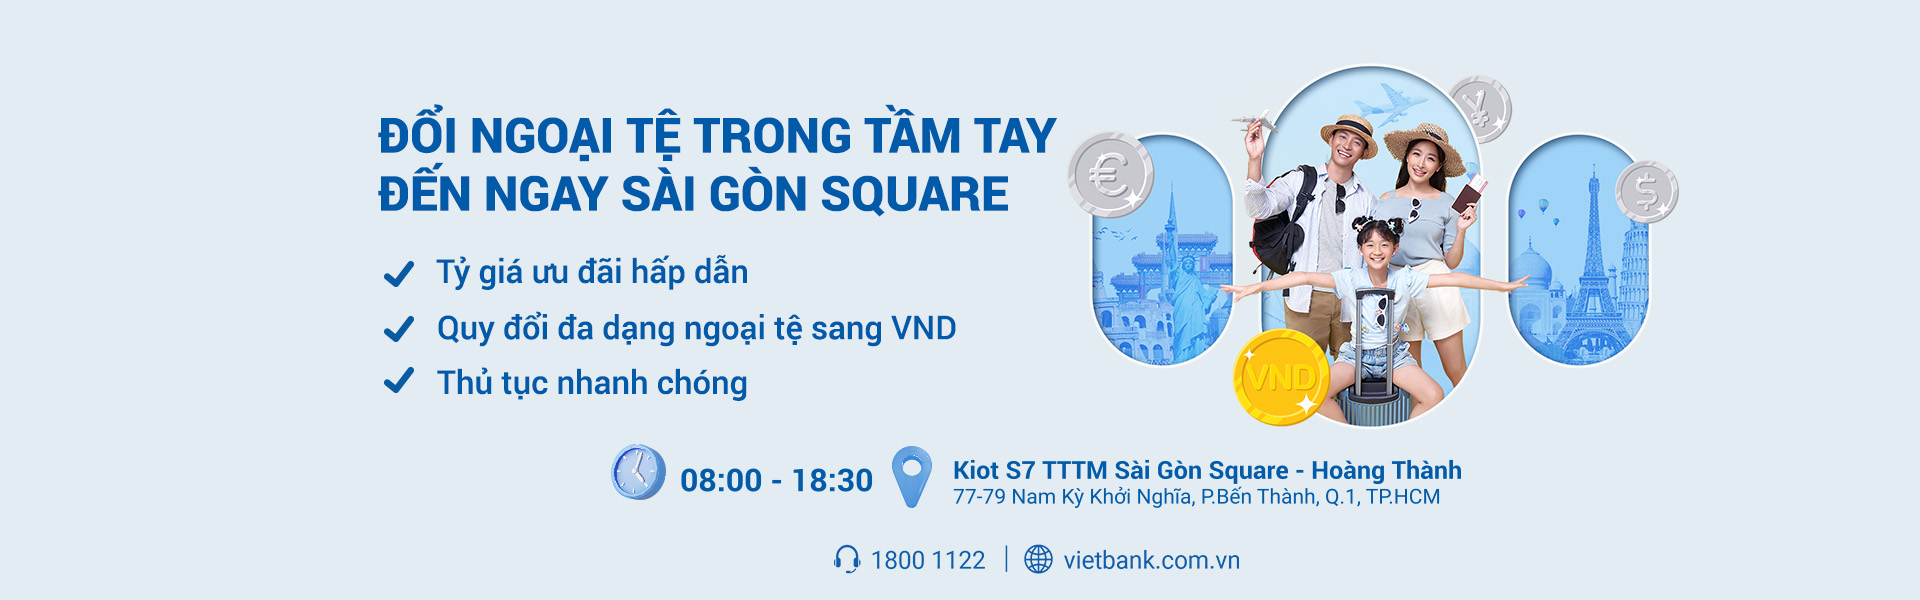 ĐỔI NGOẠI TỆ TRONG TẦM TAY
ĐẾN NGAY SÀI GÒN SQUARE
Tỷ giá ưu đãi hấp dẫn
Quy đổi đa dạng ngoại tệ sang VND
Thủ tục nhanh chóng
€
¥
$
VND
08:00 - 18:30
Kiot S7 TTTM Sài Gòn Square - Hoàng Thành
77-79 Nam Kỳ Khởi Nghĩa, P.Bến Thành, Q.1, TP.HCM
1800 1122 | vietbank.com.vn